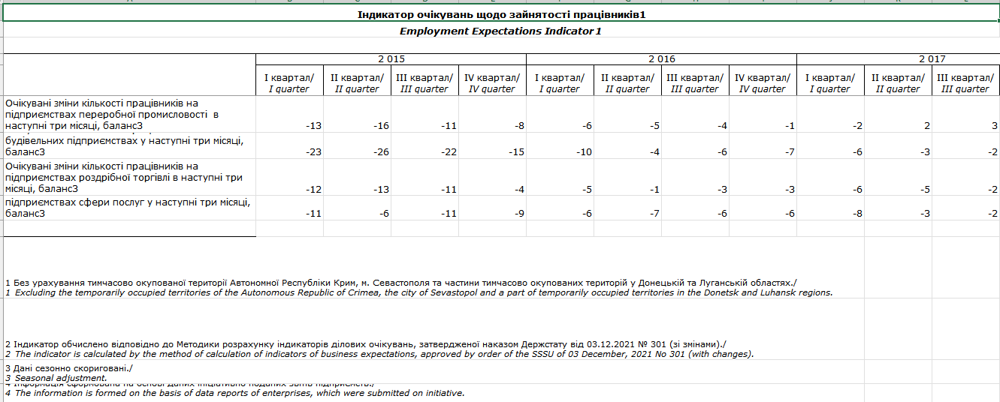 Індикатор очікувань щодо зайнятості працівників1
Employment Expectations Indicator 1
2 015 2 016 2 017
I квартал/ II квартал/ III квартал/ IV квартал/ I квартал/ II квартал/ III квартал/ IV квартал/ I квартал/ II квартал/ III квартал/
I quarter II quarter III quarter IV quarter I quarter II quarter III quarter IV quarter I quarter II quarter III quarter
Очікувані зміни кількості працівників на
підприємствах переробної промисловості в
наступні три місяці, баланс3 -13 -16 -11 -8 -6 -5 -4 -1 -2 2 3
будівельних підприємствах у наступні три місяці,
баланс3 -23 -26 -22 -15 -10 -4 -6 -7 -6 -3 -2
Очікувані зміни кількості працівників на
підприємствах роздрібної торгівлі в наступні три
місяці, баланс3 -12 -13 -11 -4 -5 -1 -3 -3 -6 -5 -2
підприємствах сфери послуг у наступні три місяці,
баланс3 -11 -6 -11 -9 -6 -7 -6 -6 -8 -3 -2
1 Без урахування тимчасово окупованої території Автономної Республіки Крим, м. Севастополя та частини тимчасово окупованих територій у Донецькій та Луганській областях./
1 Excluding the temporarily occupied territories of the Autonomous Republic of Crimea, the city of Sevastopol and a part of temporarily occupied territories in the Donetsk and Luhansk regions.
2 Індикатор обчислено відповідно до Методики розрахунку індикаторів ділових очікувань, затвердженої наказом Держстату від 03.12.2021 № 301 (зі змінами)./
2 The indicator is calculated by the method of calculation of indicators of business expectations, approved by order of the SSSU of 03 December, 2021 No 301 (with changes).
3 Дані сезонно скориговані./
3 Seasonal adjustment.
4 The information is formed on the basis of data reports of enterprises, which were submitted on initiative.